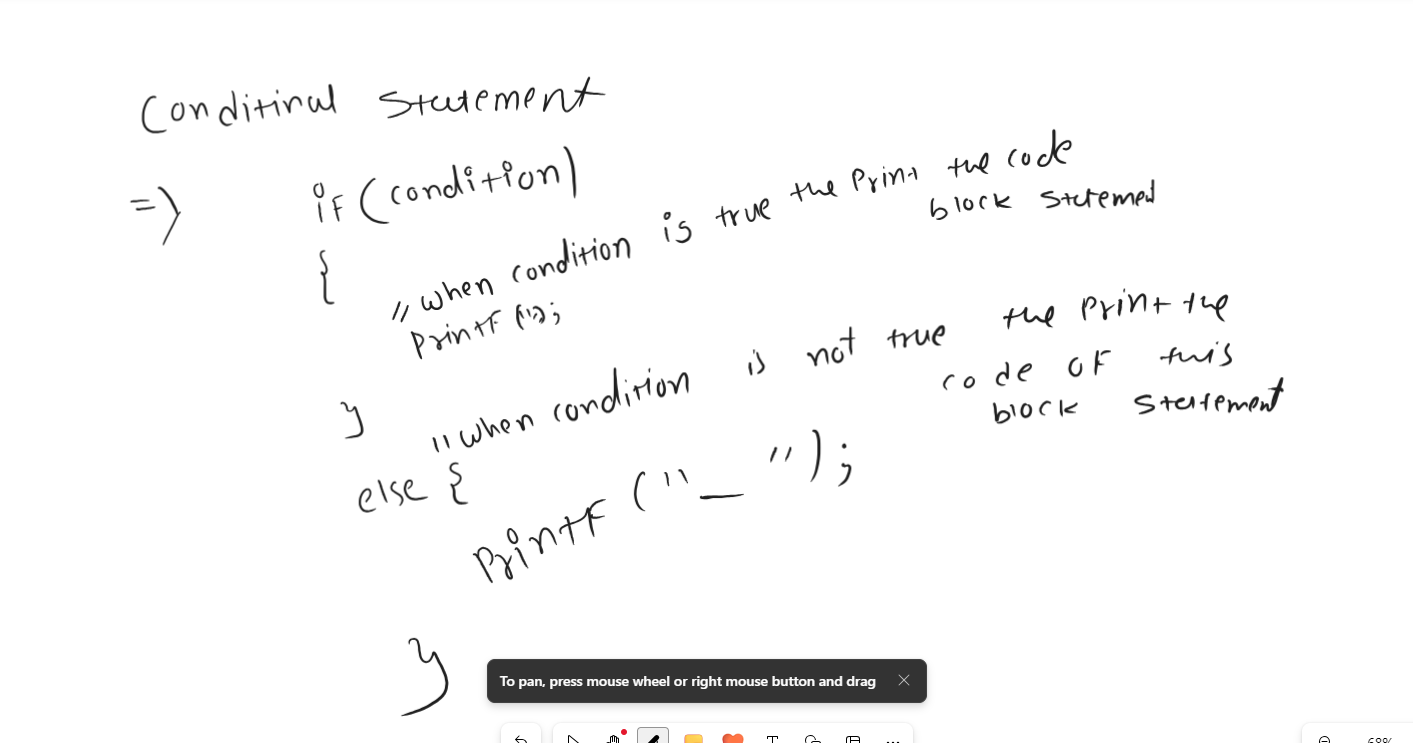 Conditinal Statement
=> if (condition)
{
// when condition is true the Print the code
block Statemed
Printf ("");
}
// when condition is not true the Print the
code of this
block Statement
else {
Printf ("_");
}
To pan, press mouse wheel or right mouse button and drag